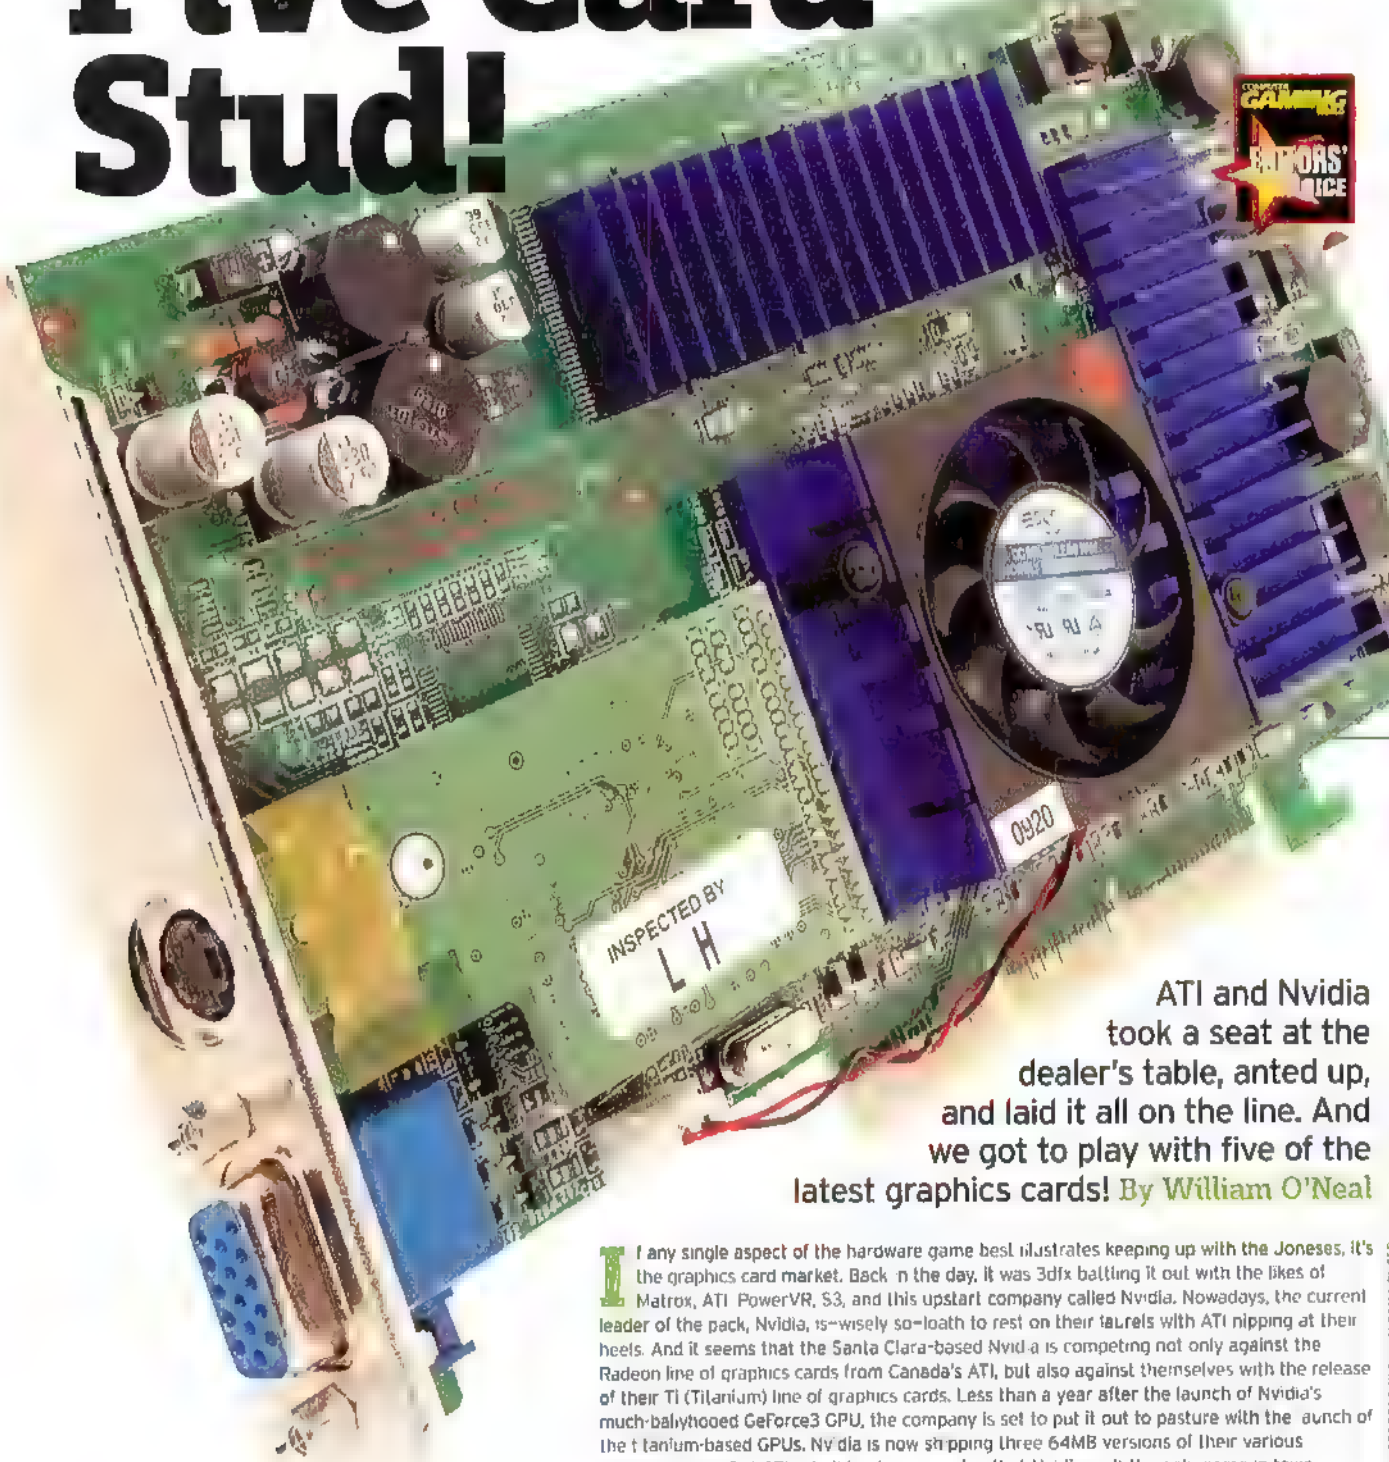 Five Card
Stud!
COMPUTER
GAMING
EDITORS'
CHOICE
0920
INSPECTED BY
L H
ATI and Nvidia
took a seat at the
dealer's table, anted up,
and laid it all on the line. And
we got to play with five of the
latest graphics cards! By William O'Neal
If any single aspect of the hardware game best illustrates keeping up with the Joneses, it's
the graphics card market. Back in the day, it was 3dfx battling it out with the likes of
Matrox, ATI PowerVR, S3, and this upstart company called Nvidia. Nowadays, the current
leader of the pack, Nvidia, is–wisely so–loath to rest on their laurels with ATI nipping at their
heels. And it seems that the Santa Clara-based Nvidia is competing not only against the
Radeon line of graphics cards from Canada's ATI, but also against themselves with the release
of their Ti (Titanium) line of graphics cards. Less than a year after the launch of Nvidia's
much-ballyhooed GeForce3 GPU, the company is set to put it out to pasture with the launch of
the titanium-based GPUs. Nvidia is now shipping three 64MB versions of their various